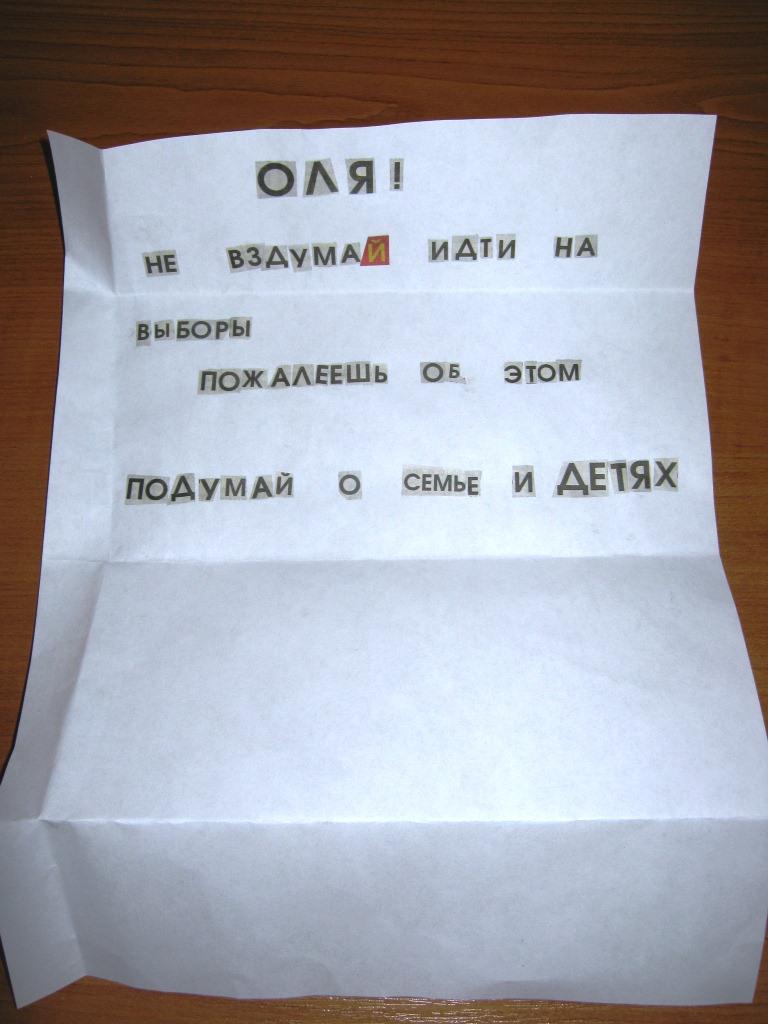 ОЛЯ!
НЕ ВЗДУМАЙ ИДТИ НА
ВЫБОРЫ
ПОЖАЛЕЕШЬ ОБ ЭТОМ
ПОДУМАЙ О СЕМЬЕ И ДЕТЯХ